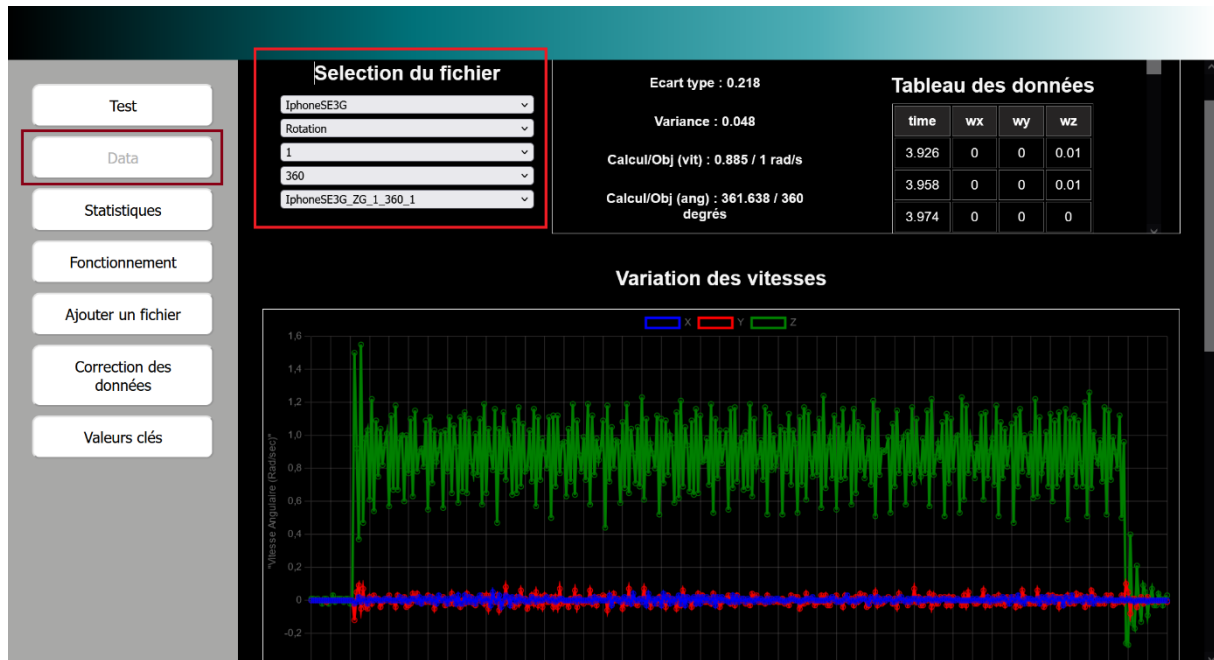 Test
Data
Statistiques
Fonctionnement
Ajouter un fichier
Correction des
données
Valeurs clés
Selection du fichier
IphoneSE3G
Rotation
1
360
IphoneSE3G_ZG_1_360_1
Ecart type : 0.218
Variance : 0.048
Calcul/Obj (vit) : 0.885 / 1 rad/s
Calcul/Obj (ang) : 361.638 / 360
degrés
Tableau des données
time wx wy wz
3.926 0 0 0.01
3.958 0 0 0.01
3.974 0 0 0
Variation des vitesses
X Y Z
"Vitesse Angulaire (Rad/sec)"
1,6
1,4
1,2
1,0
0,8
0,6
0,4
0,2
0
-0,2